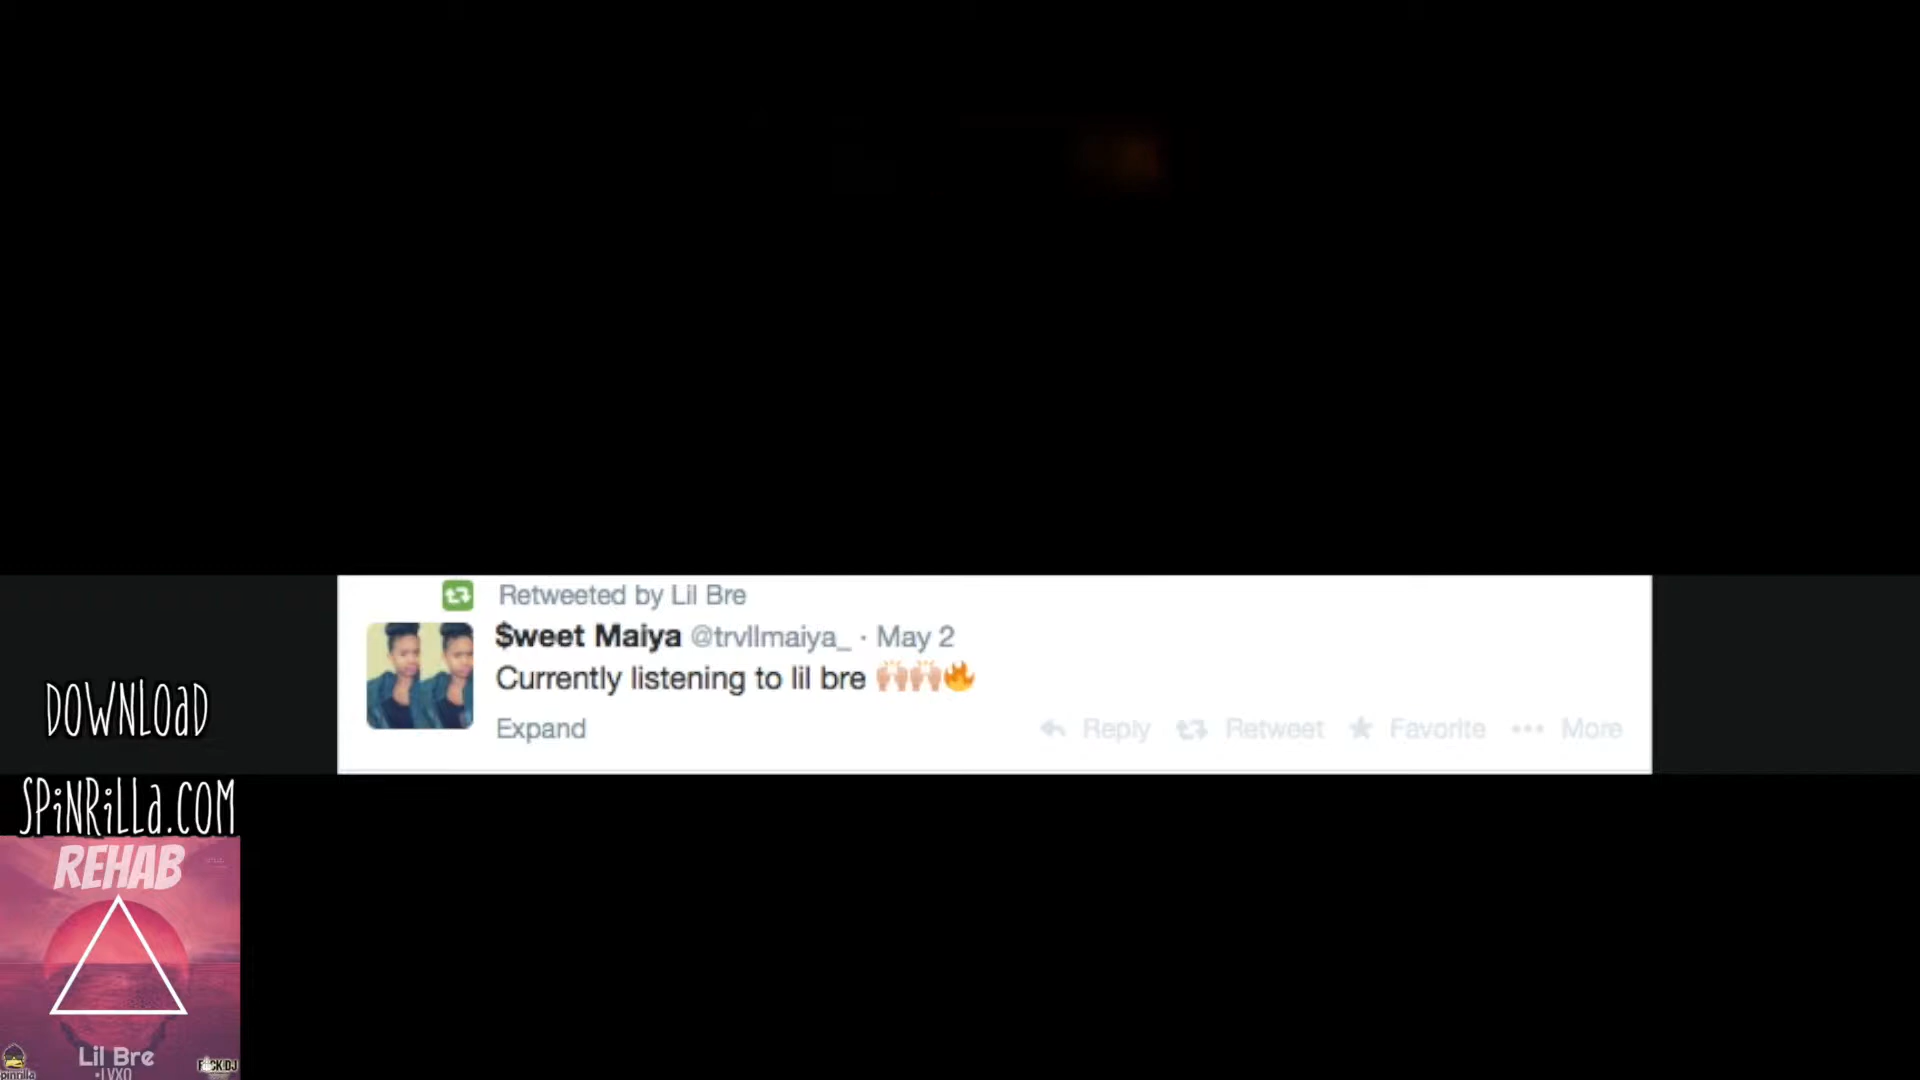 Retweeted by Lil Bre
$weet Maiya @trvllmaiya_ · May 2
Currently listening to lil bre 🙌🙌🔥
Expand Reply Retweet Favorite More
DOWNLOaD
SPiNRiLLa.COM
REHAB
Lil Bre
•LVXO